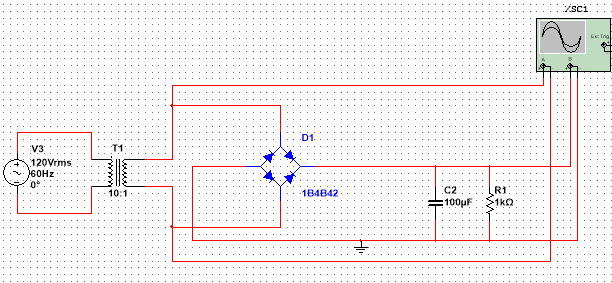 XSC1
Ext Trig
A
B
V3
120Vrms
60Hz
0°
T1
10:1
D1
1B4B42
C2
100µF
R1
1kΩ